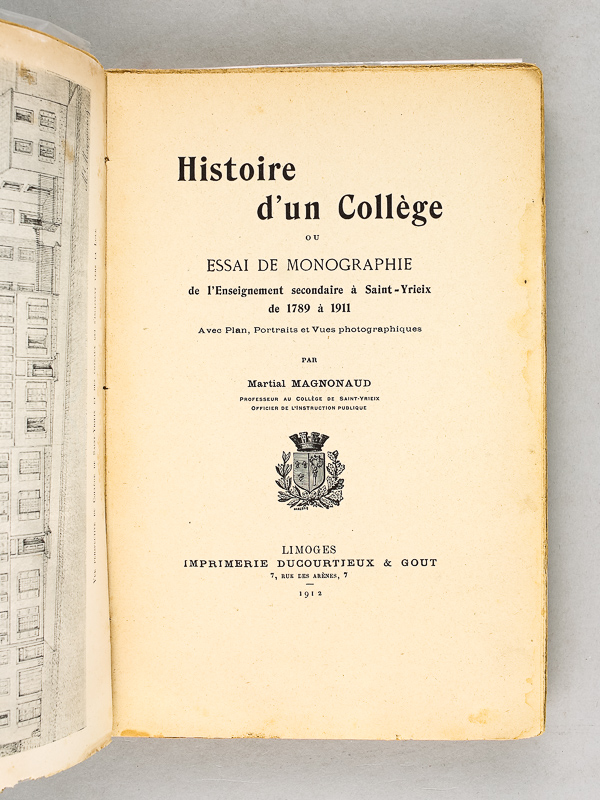 Histoire
d'un Collège
OU
ESSAI DE MONOGRAPHIE
de l'Enseignement secondaire à Saint-Yrieix
de 1789 à 1911
Avec Plan, Portraits et Vues photographiques
PAR
Martial MAGNONAUD
PROFESSEUR AU COLLÈGE DE SAINT-YRIEIX
OFFICIER DE L'INSTRUCTION PUBLIQUE
LIMOGES
IMPRIMERIE DUCOURTIEUX & GOUT
7, RUE DES ARÈNES, 7
1912